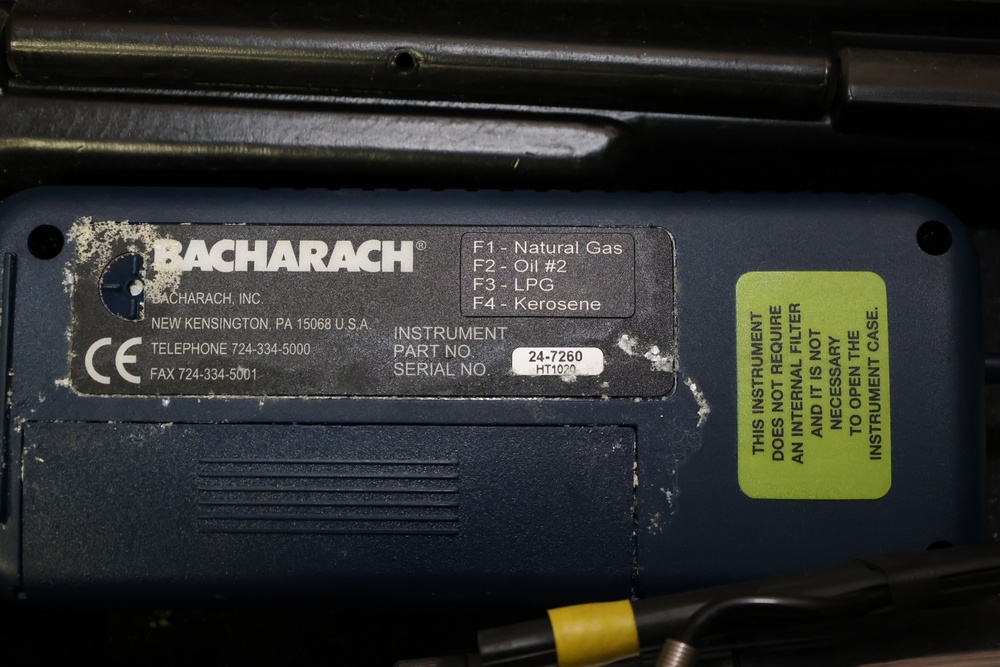 BACHARACH®
BACHARACH, INC.
NEW KENSINGTON, PA 15068 U.S.A.
TELEPHONE 724-334-5000
FAX 724-334-5001
CE
F1 - Natural Gas
F2 - Oil #2
F3 - LPG
F4 - Kerosene
INSTRUMENT
PART NO. 24-7260
SERIAL NO. HT1020
THIS INSTRUMENT
DOES NOT REQUIRE
AN INTERNAL FILTER
AND IT IS NOT
NECESSARY
TO OPEN THE
INSTRUMENT CASE.